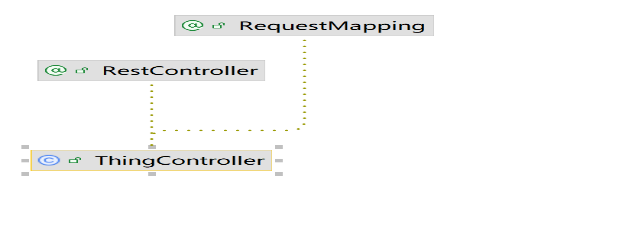 RequestMapping
RestController
ThingController